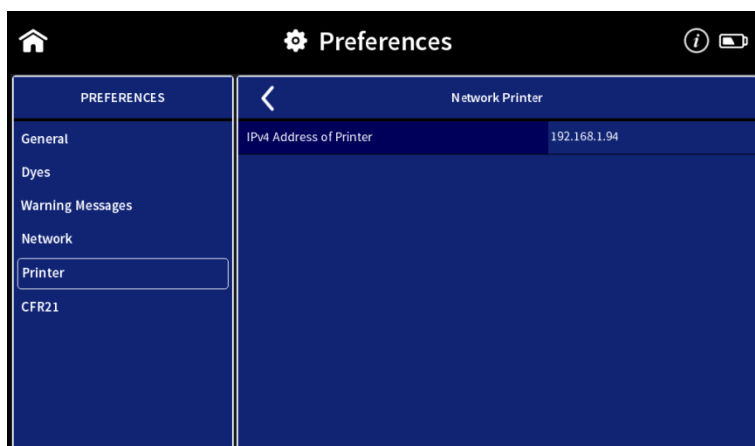 Preferences
PREFERENCES
General
Dyes
Warning Messages
Network
Printer
CFR21
Network Printer
IPv4 Address of Printer 192.168.1.94